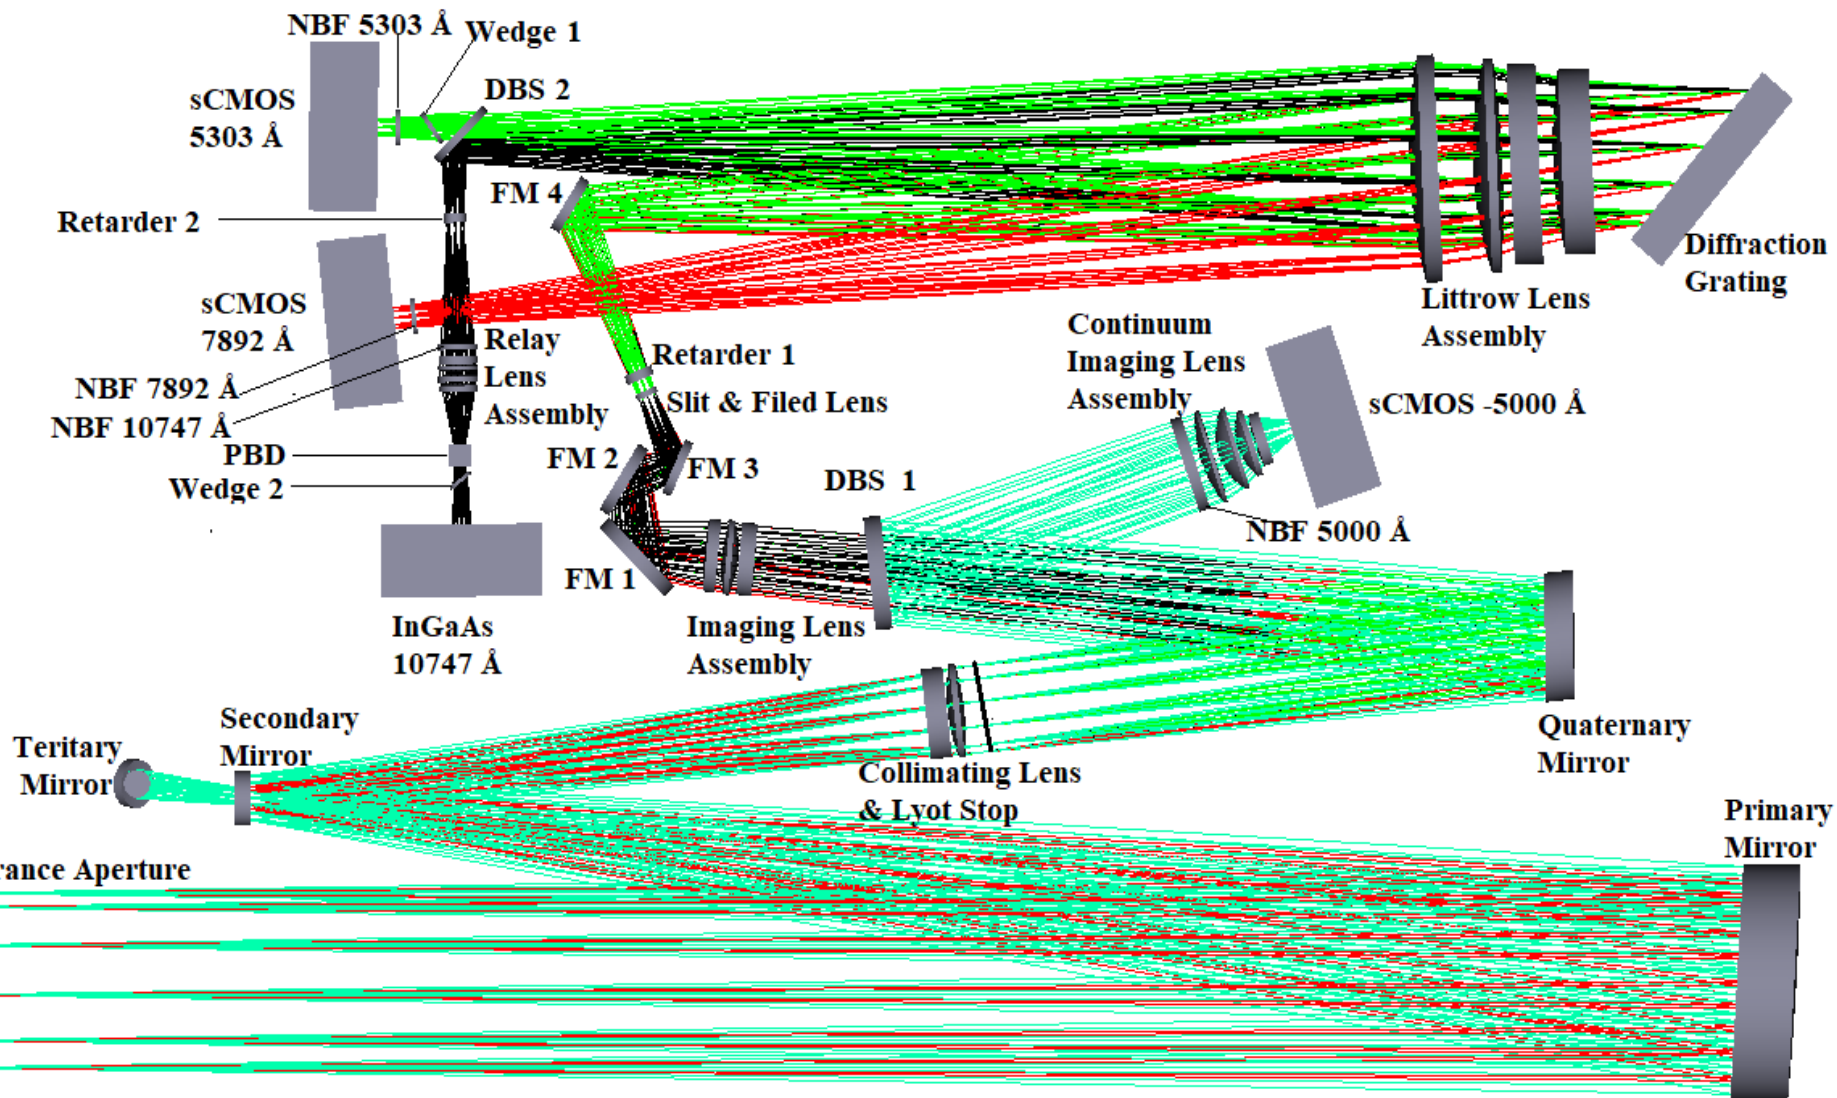 NBF 5303 Å
Wedge 1
DBS 2
sCMOS
5303 Å
FM 4
Retarder 2
Diffraction
Grating
sCMOS
7892 Å
Littrow Lens
Assembly
Continuum
Imaging Lens
Assembly
Relay
Lens
Assembly
Retarder 1
NBF 7892 Å
Slit & Filed Lens
sCMOS -5000 Å
NBF 10747 Å
PBD
FM 2
FM 3
DBS 1
Wedge 2
NBF 5000 Å
FM 1
InGaAs
10747 Å
Imaging Lens
Assembly
Secondary
Mirror
Teritary
Mirror
Quaternary
Mirror
Collimating Lens
& Lyot Stop
Primary
Mirror
rance Aperture